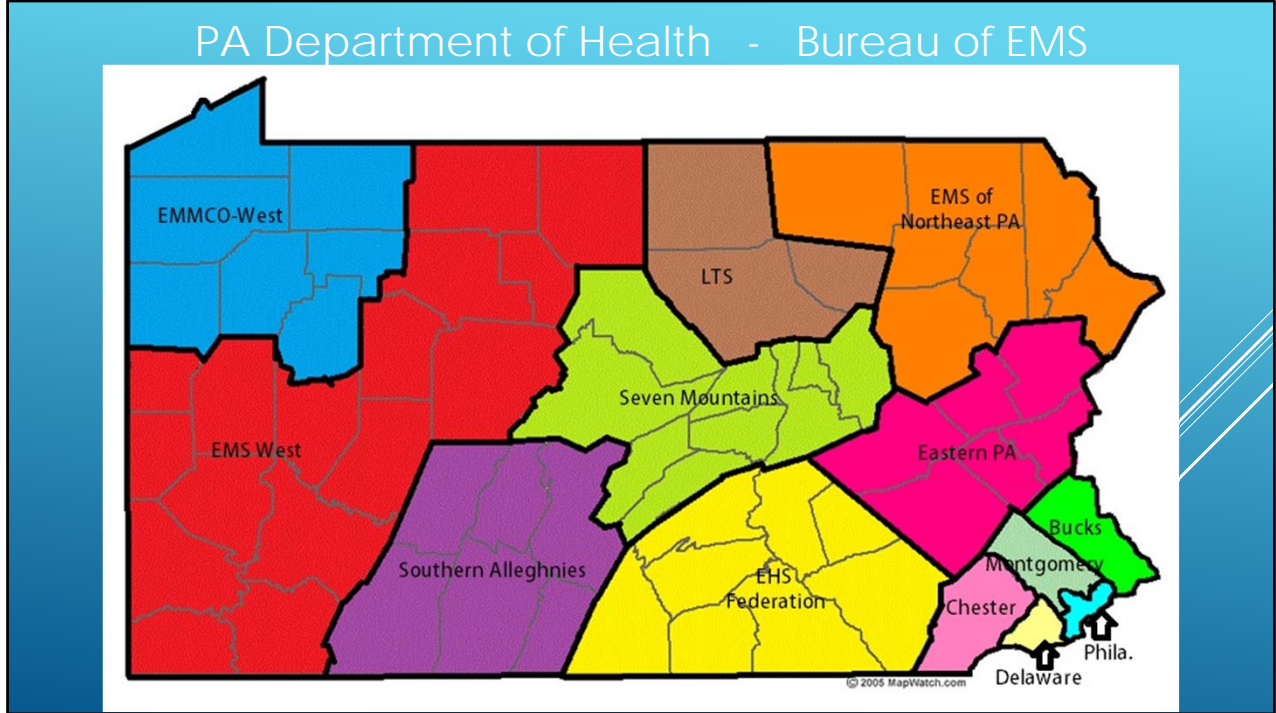 PA Department of Health - Bureau of EMS
EMMCO-West
EMS of
Northeast PA
LTS
Seven Mountains
EMS West
Eastern PA
Bucks
Southern Alleghnies
EHS
Federation
Montgomery
Chester
Phila.
Delaware
© 2005 MapWatch.com